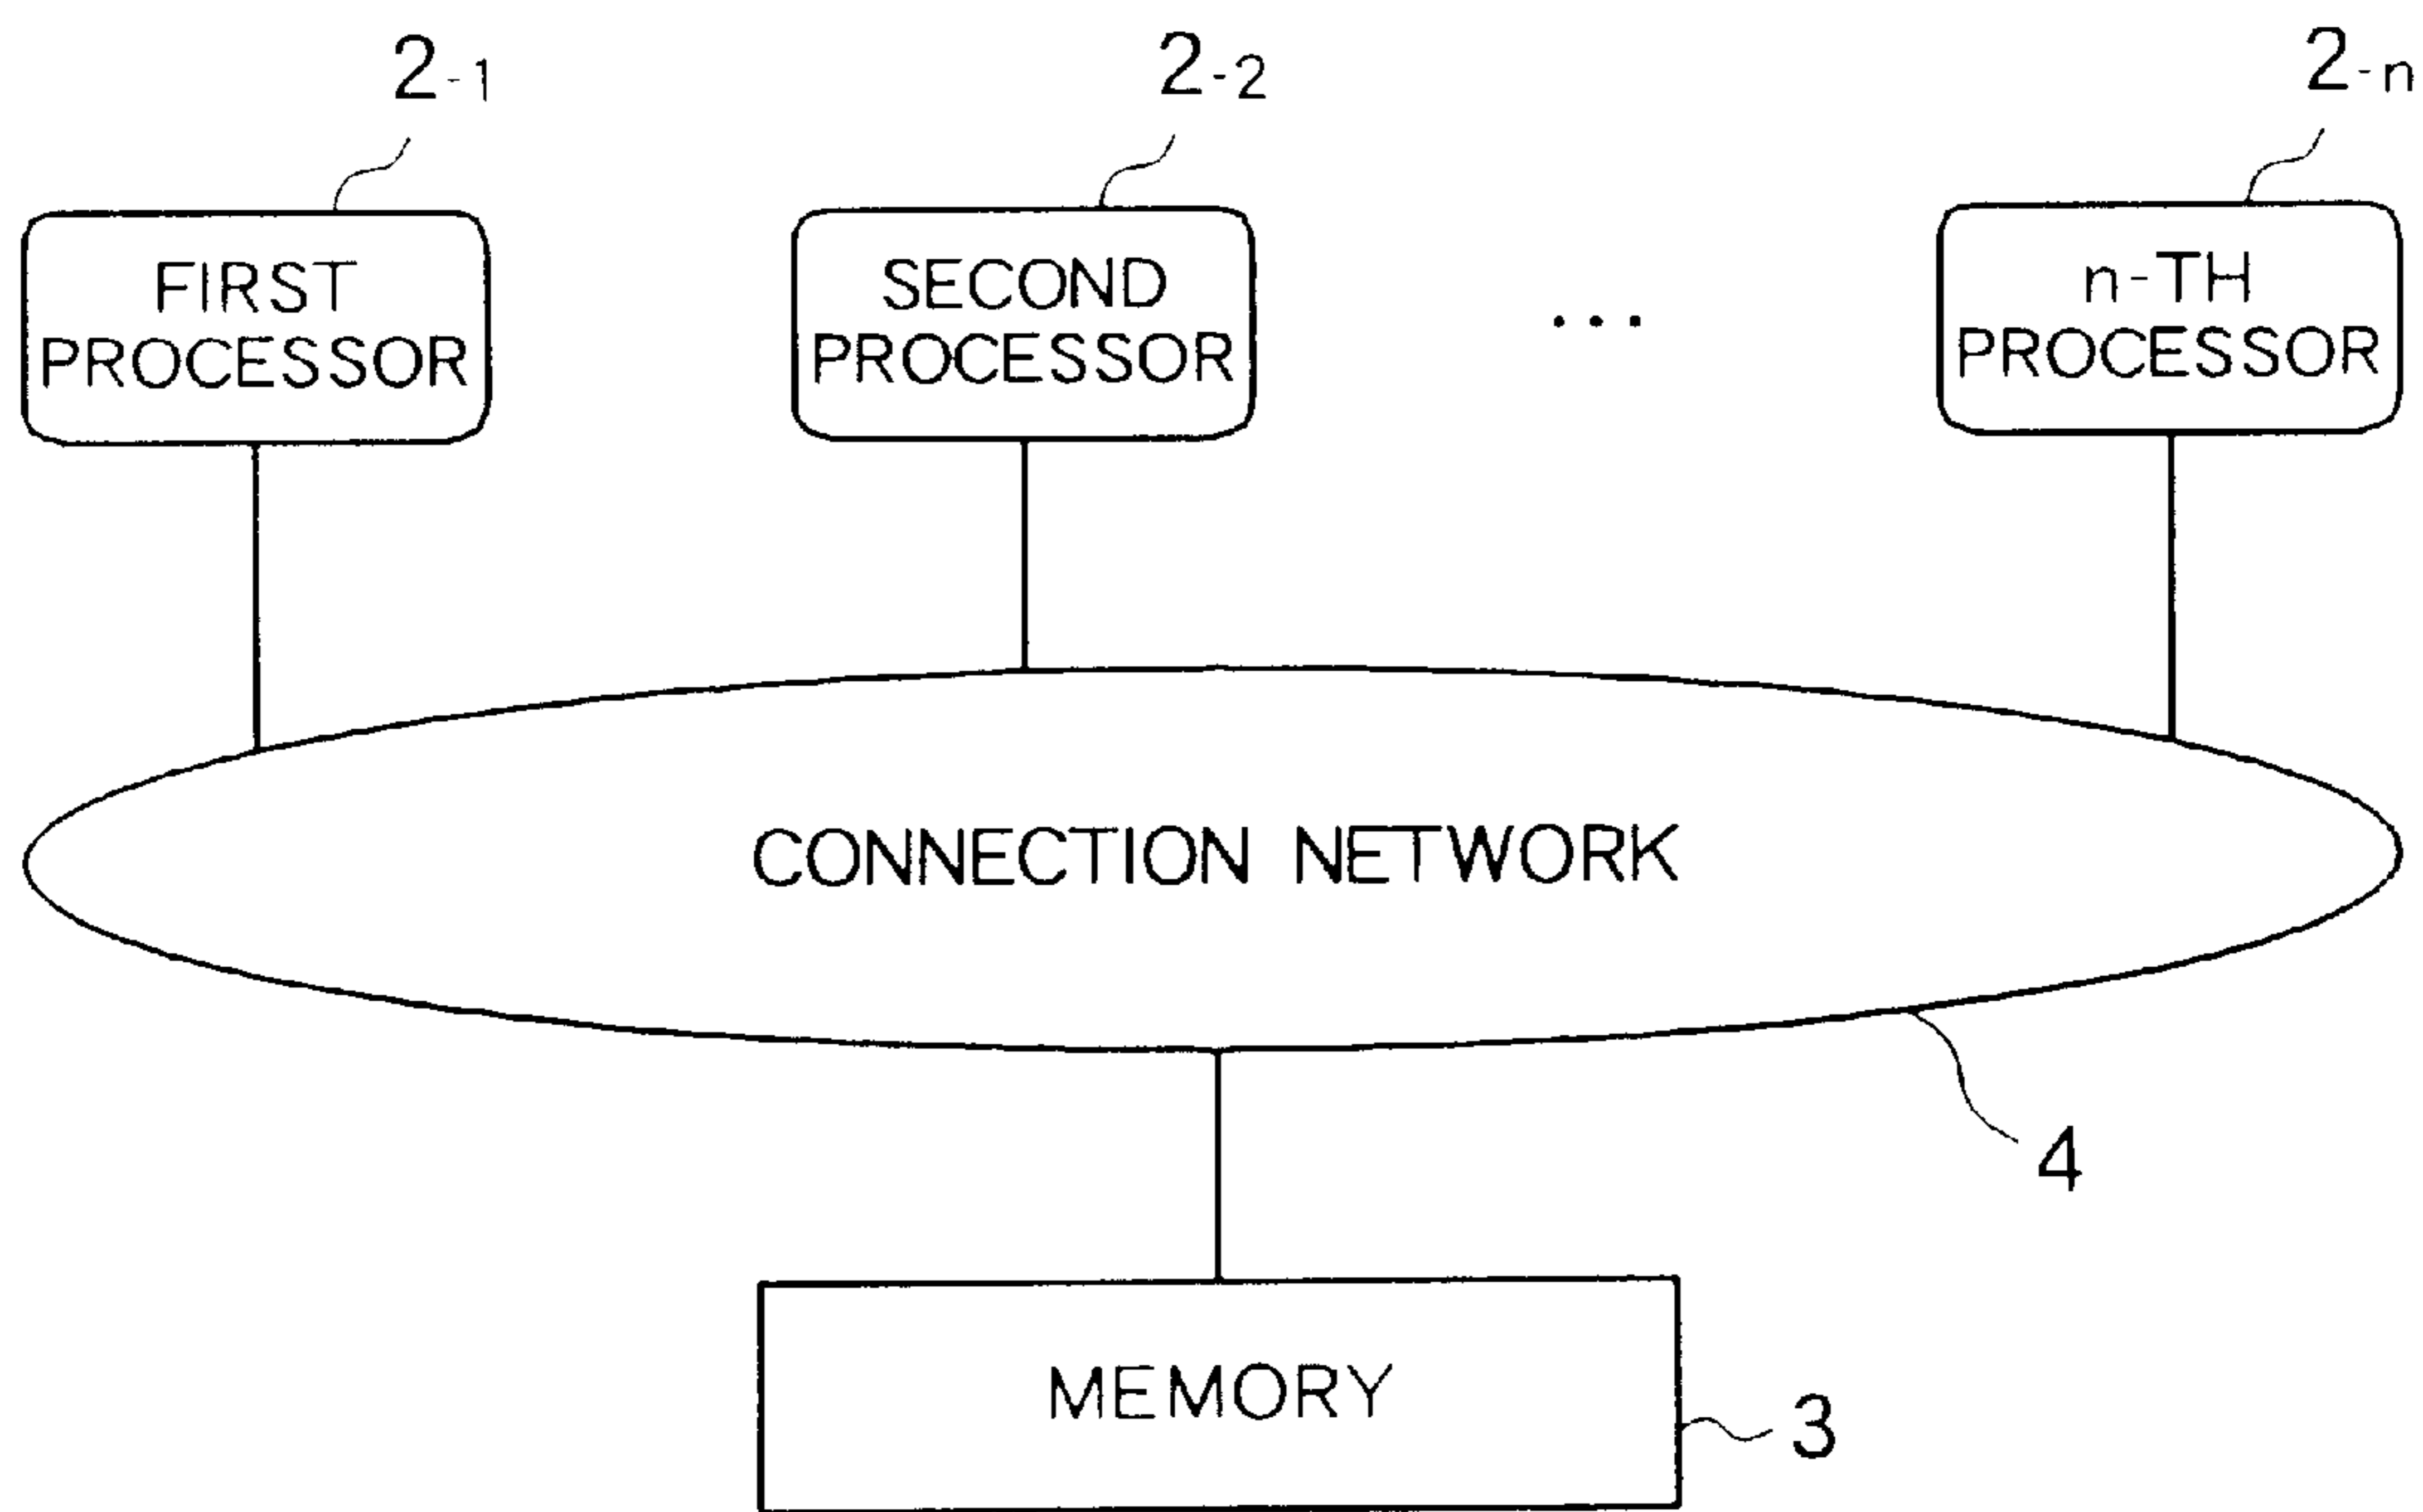 2-1
2-2
2-n
FIRST
PROCESSOR
SECOND
PROCESSOR
...
n-TH
PROCESSOR
CONNECTION NETWORK
4
MEMORY
3